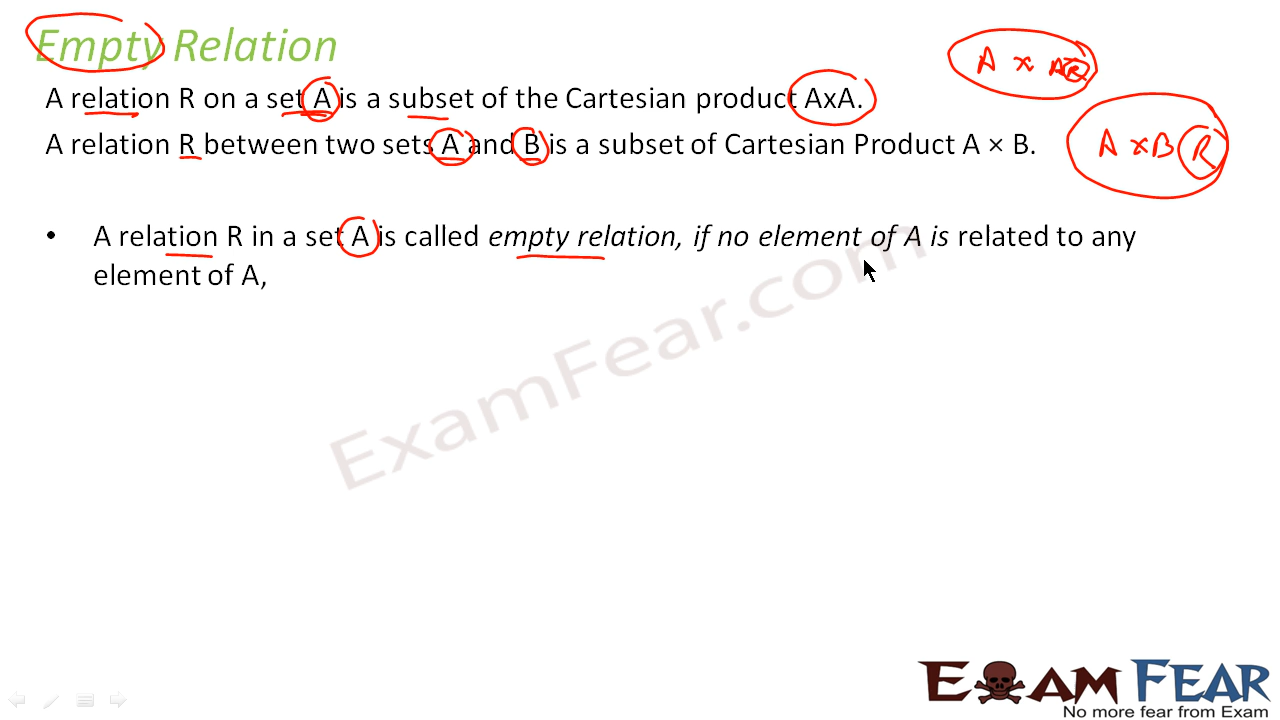 Empty Relation
A × A R
A relation R on a set A is a subset of the Cartesian product AxA.
A relation R between two sets A and B is a subset of Cartesian Product A × B.
A × B R
• A relation R in a set A is called empty relation, if no element of A is related to any
element of A,
ExamFear.com
EXAM FEAR
No more fear from Exam